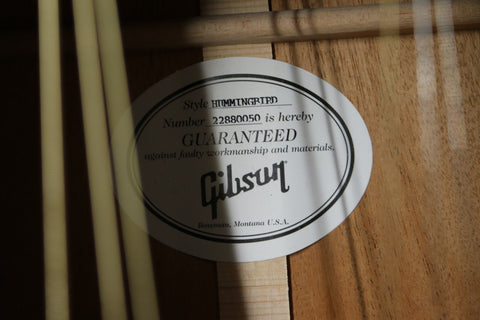 Style HUMMINGBIRD
Number 22880050 is hereby
GUARANTEED
against faulty workmanship and materials.
Gibson
Bozeman, Montana U.S.A.